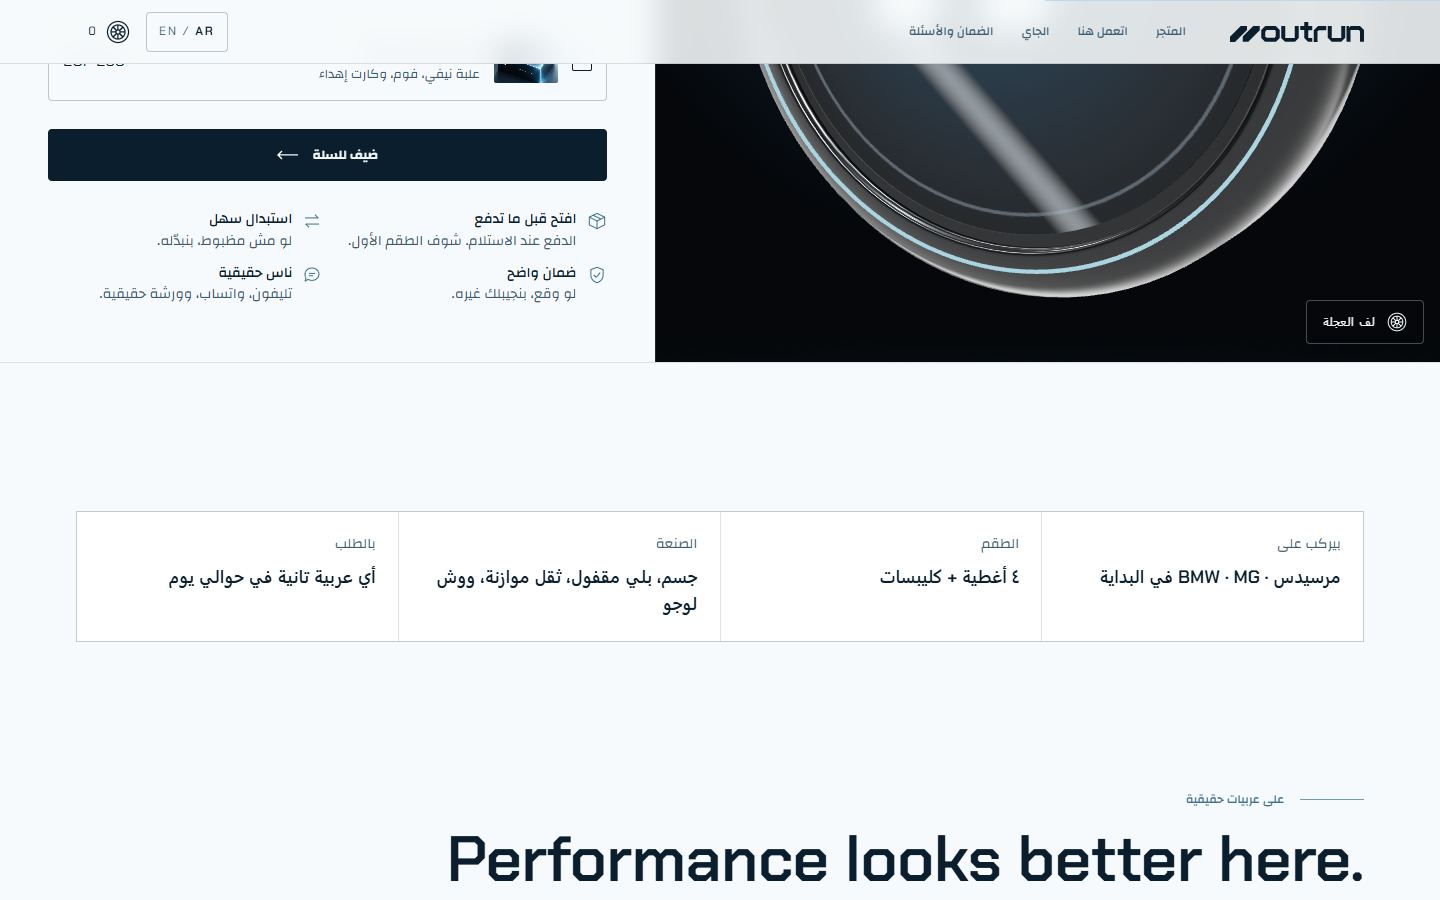 outrun
المتجر
اتعمل هنا
الجاي
الضمان والأسئلة
EN / AR
0
علبة نيفي، فوم، وكارت إهداء
ضيف للسلة
افتح قبل ما تدفع
الدفع عند الاستلام. شوف الطقم الأول.
استبدال سهل
لو مش مظبوط، بنبدّله.
ضمان واضح
لو وقع، بنجيبلك غيره.
ناس حقيقية
تليفون، واتساب، وورشة حقيقية.
لف العجلة
بيركب على
مرسيدس · BMW · MG في البداية
الطقم
٤ أغطية + كليبسات
الصنعة
جسم، بلي مقفول، ثقل موازنة، ووش
لوجو
بالطلب
أي عربية تانية في حوالي يوم
على عربيات حقيقية
Performance looks better here.